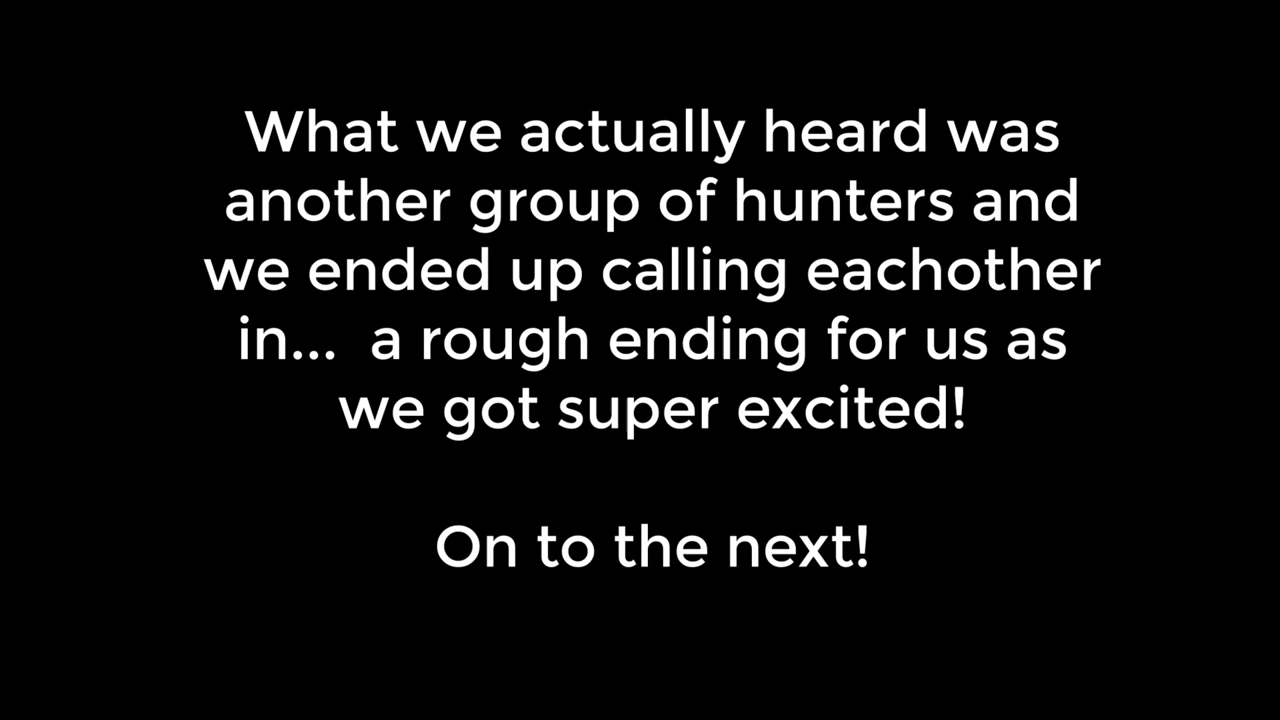 What we actually heard was
another group of hunters and
we ended up calling eachother
in...  a rough ending for us as
we got super excited!
On to the next!